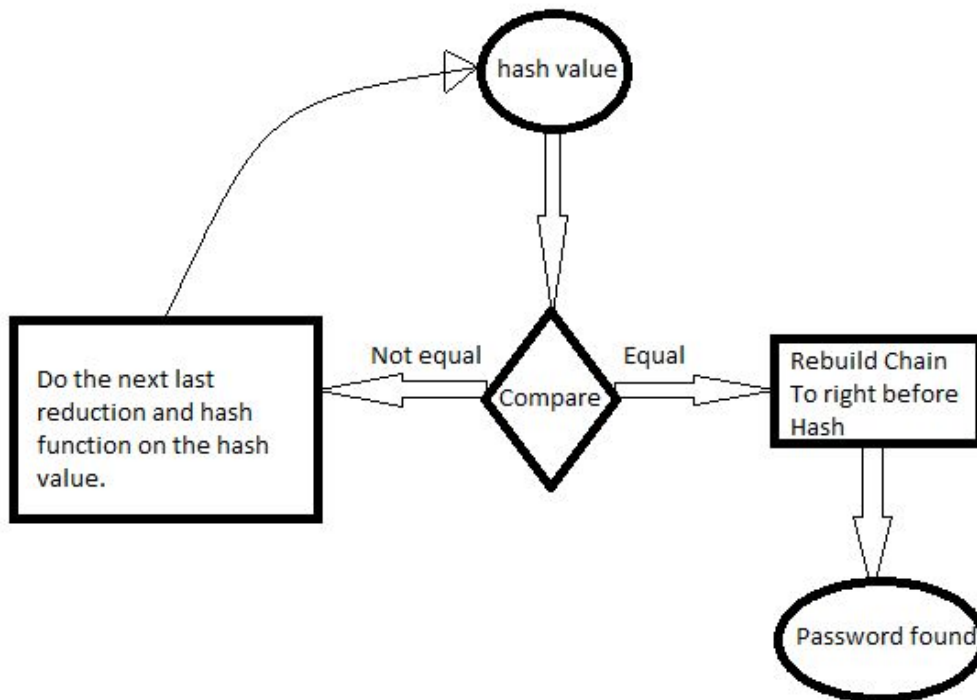 hash value
Not equal
Equal
Compare
Do the next last
reduction and hash
function on the hash
value.
Rebuild Chain
To right before
Hash
Password found